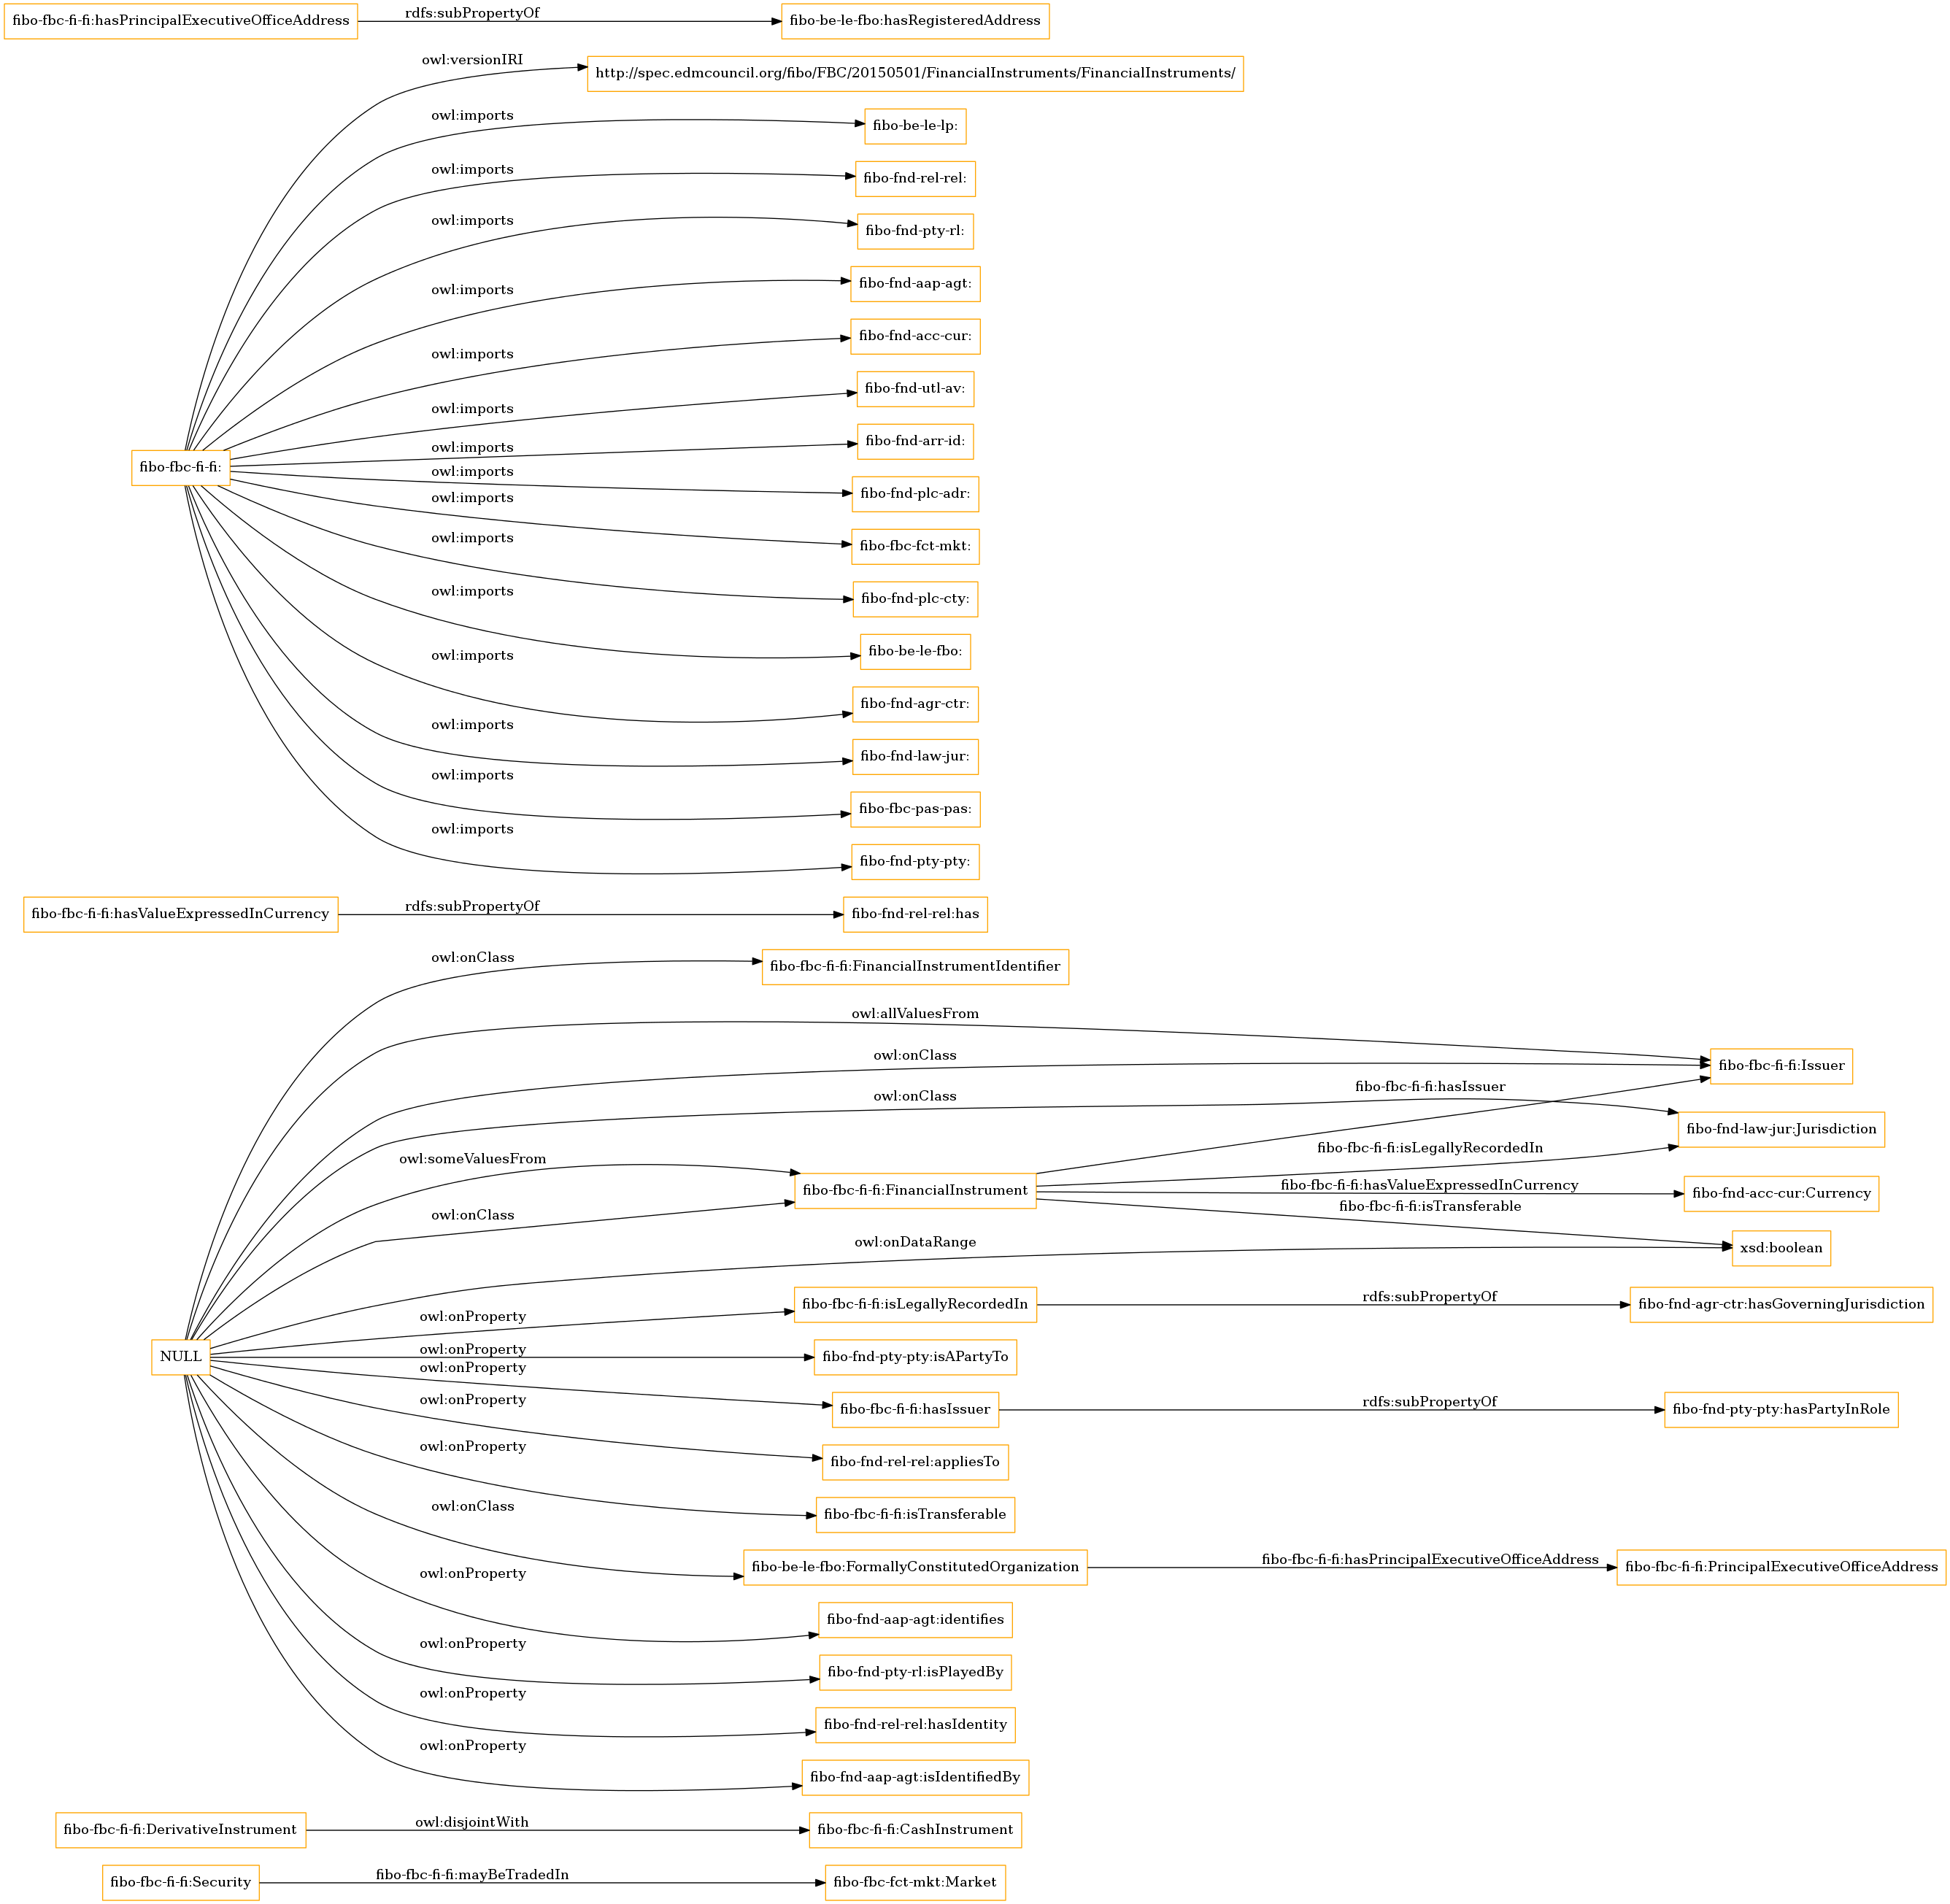 fibo-fbc-fi-fi:hasPrincipalExecutiveOfficeAddress
rdfs:subPropertyOf
fibo-be-le-fbo:hasRegisteredAddress
owl:versionIRI
http://spec.edmcouncil.org/fibo/FBC/20150501/FinancialInstruments/FinancialInstruments/
owl:imports
fibo-be-le-lp:
owl:imports
fibo-fnd-rel-rel:
owl:imports
fibo-fnd-pty-rl:
owl:imports
fibo-fnd-aap-agt:
owl:imports
fibo-fnd-acc-cur:
owl:imports
fibo-fnd-utl-av:
fibo-fbc-fi-fi:
owl:imports
fibo-fnd-arr-id:
owl:imports
fibo-fnd-plc-adr:
owl:imports
fibo-fbc-fct-mkt:
owl:imports
fibo-fnd-plc-cty:
owl:imports
fibo-be-le-fbo:
owl:imports
fibo-fnd-agr-ctr:
owl:imports
fibo-fnd-law-jur:
owl:imports
fibo-fbc-pas-pas:
owl:imports
fibo-fnd-pty-pty:
fibo-fbc-fi-fi:hasValueExpressedInCurrency
rdfs:subPropertyOf
fibo-fnd-rel-rel:has
owl:onClass
fibo-fbc-fi-fi:FinancialInstrumentIdentifier
owl:allValuesFrom
owl:onClass
fibo-fbc-fi-fi:Issuer
fibo-fbc-fi-fi:hasIssuer
owl:onClass
fibo-fnd-law-jur:Jurisdiction
fibo-fbc-fi-fi:isLegallyRecordedIn
owl:someValuesFrom
fibo-fbc-fi-fi:FinancialInstrument
fibo-fbc-fi-fi:hasValueExpressedInCurrency
fibo-fnd-acc-cur:Currency
owl:onClass
fibo-fbc-fi-fi:isTransferable
owl:onDataRange
xsd:boolean
owl:onProperty
fibo-fbc-fi-fi:isLegallyRecordedIn
rdfs:subPropertyOf
fibo-fnd-agr-ctr:hasGoverningJurisdiction
NULL
owl:onProperty
fibo-fnd-pty-pty:isAPartyTo
owl:onProperty
fibo-fbc-fi-fi:hasIssuer
rdfs:subPropertyOf
fibo-fnd-pty-pty:hasPartyInRole
owl:onProperty
fibo-fnd-rel-rel:appliesTo
owl:onProperty
fibo-fbc-fi-fi:isTransferable
owl:onClass
fibo-be-le-fbo:FormallyConstitutedOrganization
fibo-fbc-fi-fi:hasPrincipalExecutiveOfficeAddress
fibo-fbc-fi-fi:PrincipalExecutiveOfficeAddress
owl:onProperty
fibo-fnd-aap-agt:identifies
owl:onProperty
fibo-fnd-pty-rl:isPlayedBy
owl:onProperty
fibo-fnd-rel-rel:hasIdentity
owl:onProperty
fibo-fnd-aap-agt:isIdentifiedBy
fibo-fbc-fi-fi:DerivativeInstrument
owl:disjointWith
fibo-fbc-fi-fi:CashInstrument
fibo-fbc-fi-fi:Security
fibo-fbc-fi-fi:mayBeTradedIn
fibo-fbc-fct-mkt:Market